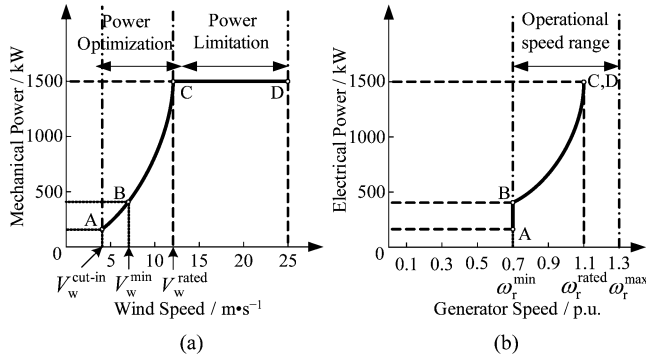 Power Optimization
Power Limitation
Mechanical Power / kW
1500
1000
500
0
A
B
C
D
5
10
15
20
25
V_w^cut-in
V_w^min
V_w^rated
Wind Speed / m•s⁻¹
(a)
Operational speed range
Electrical Power / kW
1500
1000
500
0
C,D
B
A
0.1
0.3
0.5
0.7
0.9
1.1
1.3
ω_r^min
ω_r^rated
ω_r^max
Generator Speed / p.u.
(b)